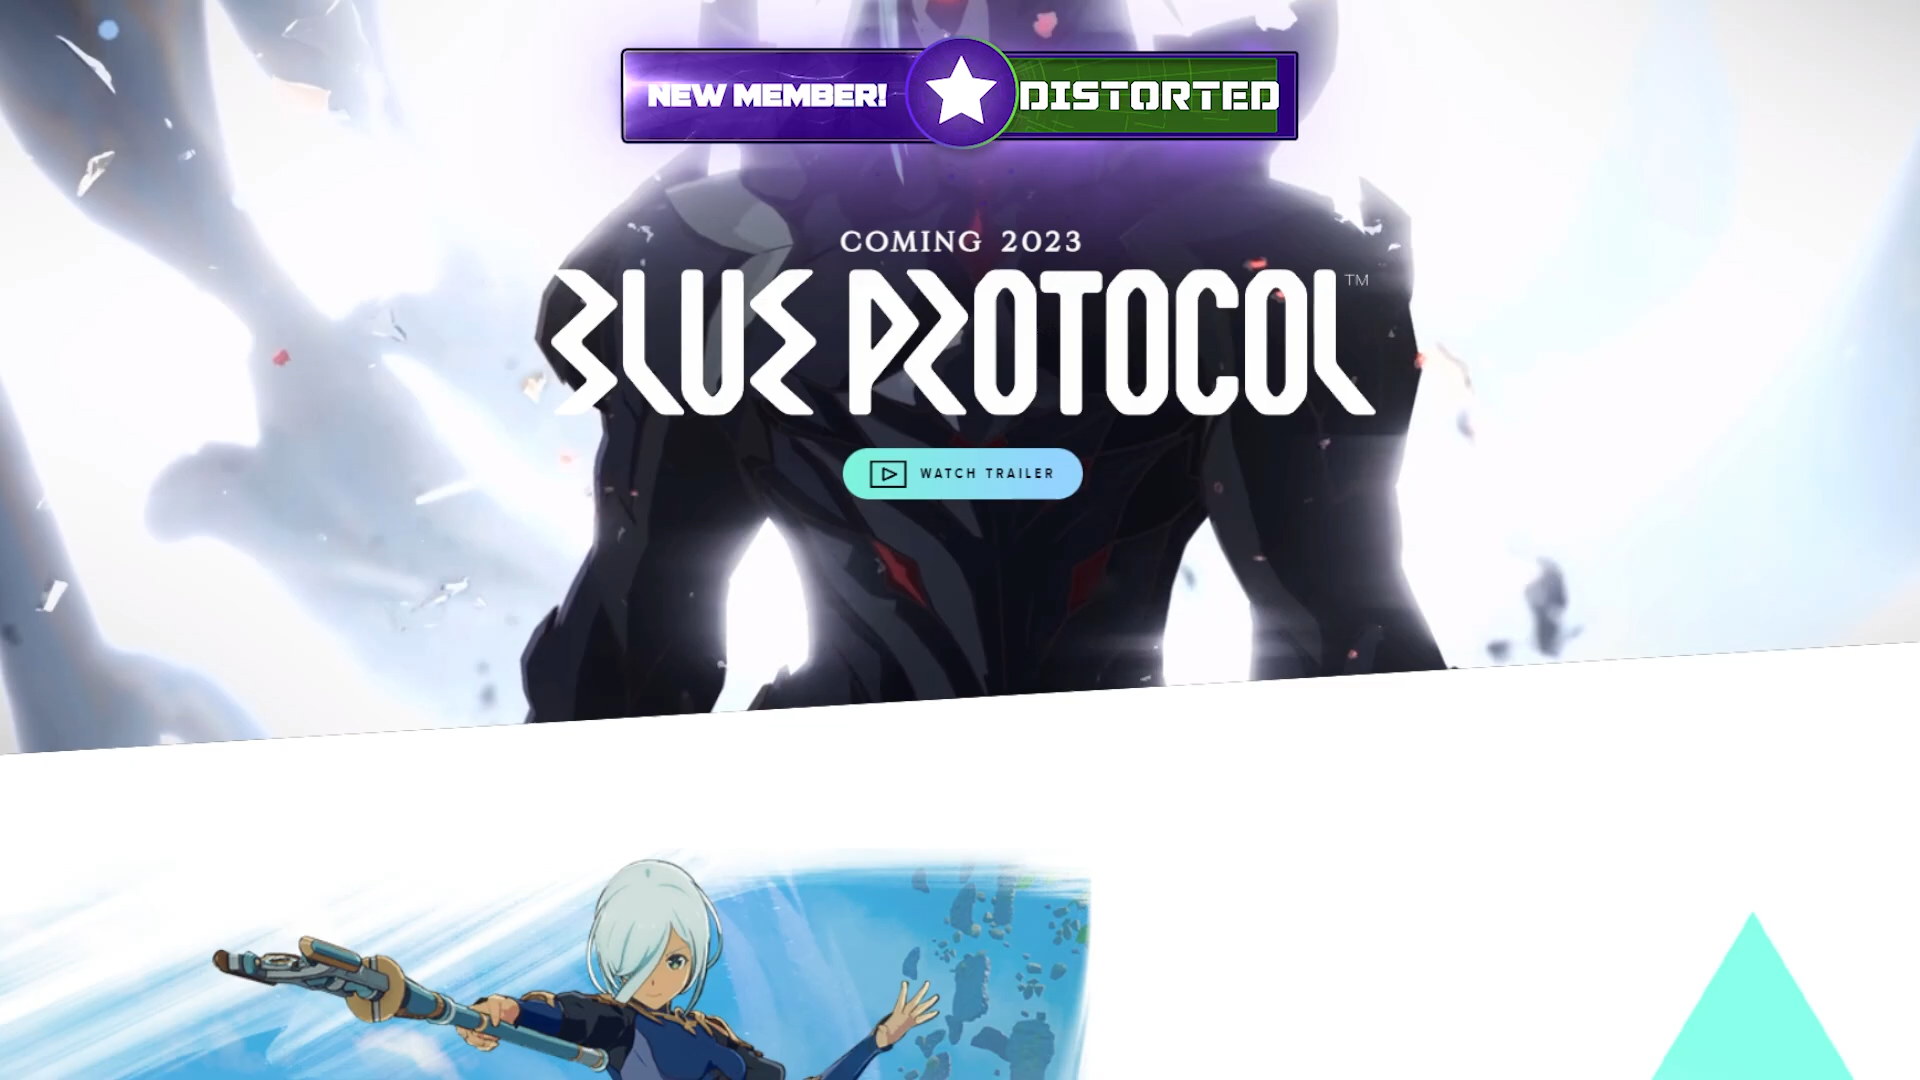 NEW MEMBER! DISTORTED
COMING 2023
BLUE PROTOCOL™
WATCH TRAILER